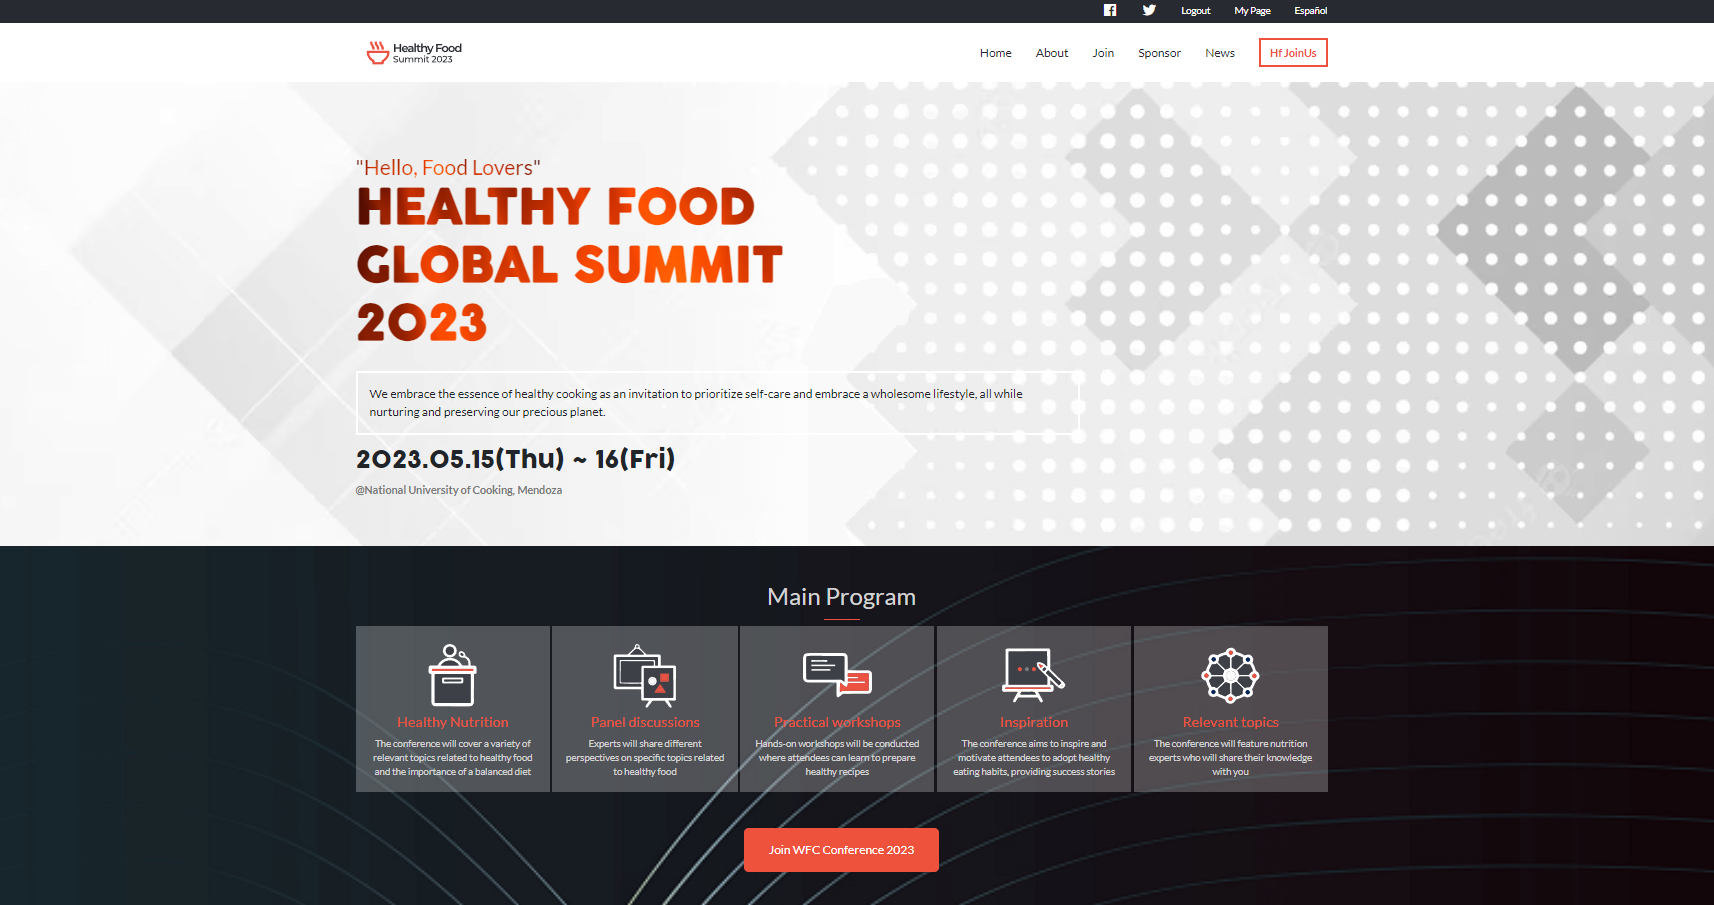 Logout My Page Español
Healthy Food
Summit 2023
Home About Join Sponsor News Hf JoinUs
"Hello, Food Lovers"
HEALTHY FOOD
GLOBAL SUMMIT
2023
We embrace the essence of healthy cooking as an invitation to prioritize self-care and embrace a wholesome lifestyle, all while
nurturing and preserving our precious planet.
2023.05.15(Thu) ~ 16(Fri)
@National University of Cooking, Mendoza
Main Program
Healthy Nutrition
The conference will cover a variety of
relevant topics related to healthy food
and the importance of a balanced diet
Panel discussions
Experts will share different
perspectives on specific topics related
to healthy food
Practical workshops
Hands-on workshops will be conducted
where attendees can learn to prepare
healthy recipes
Inspiration
The conference aims to inspire and
motivate attendees to adopt healthy
eating habits, providing success stories
Relevant topics
The conference will feature nutrition
experts who will share their knowledge
with you
Join WFC Conference 2023